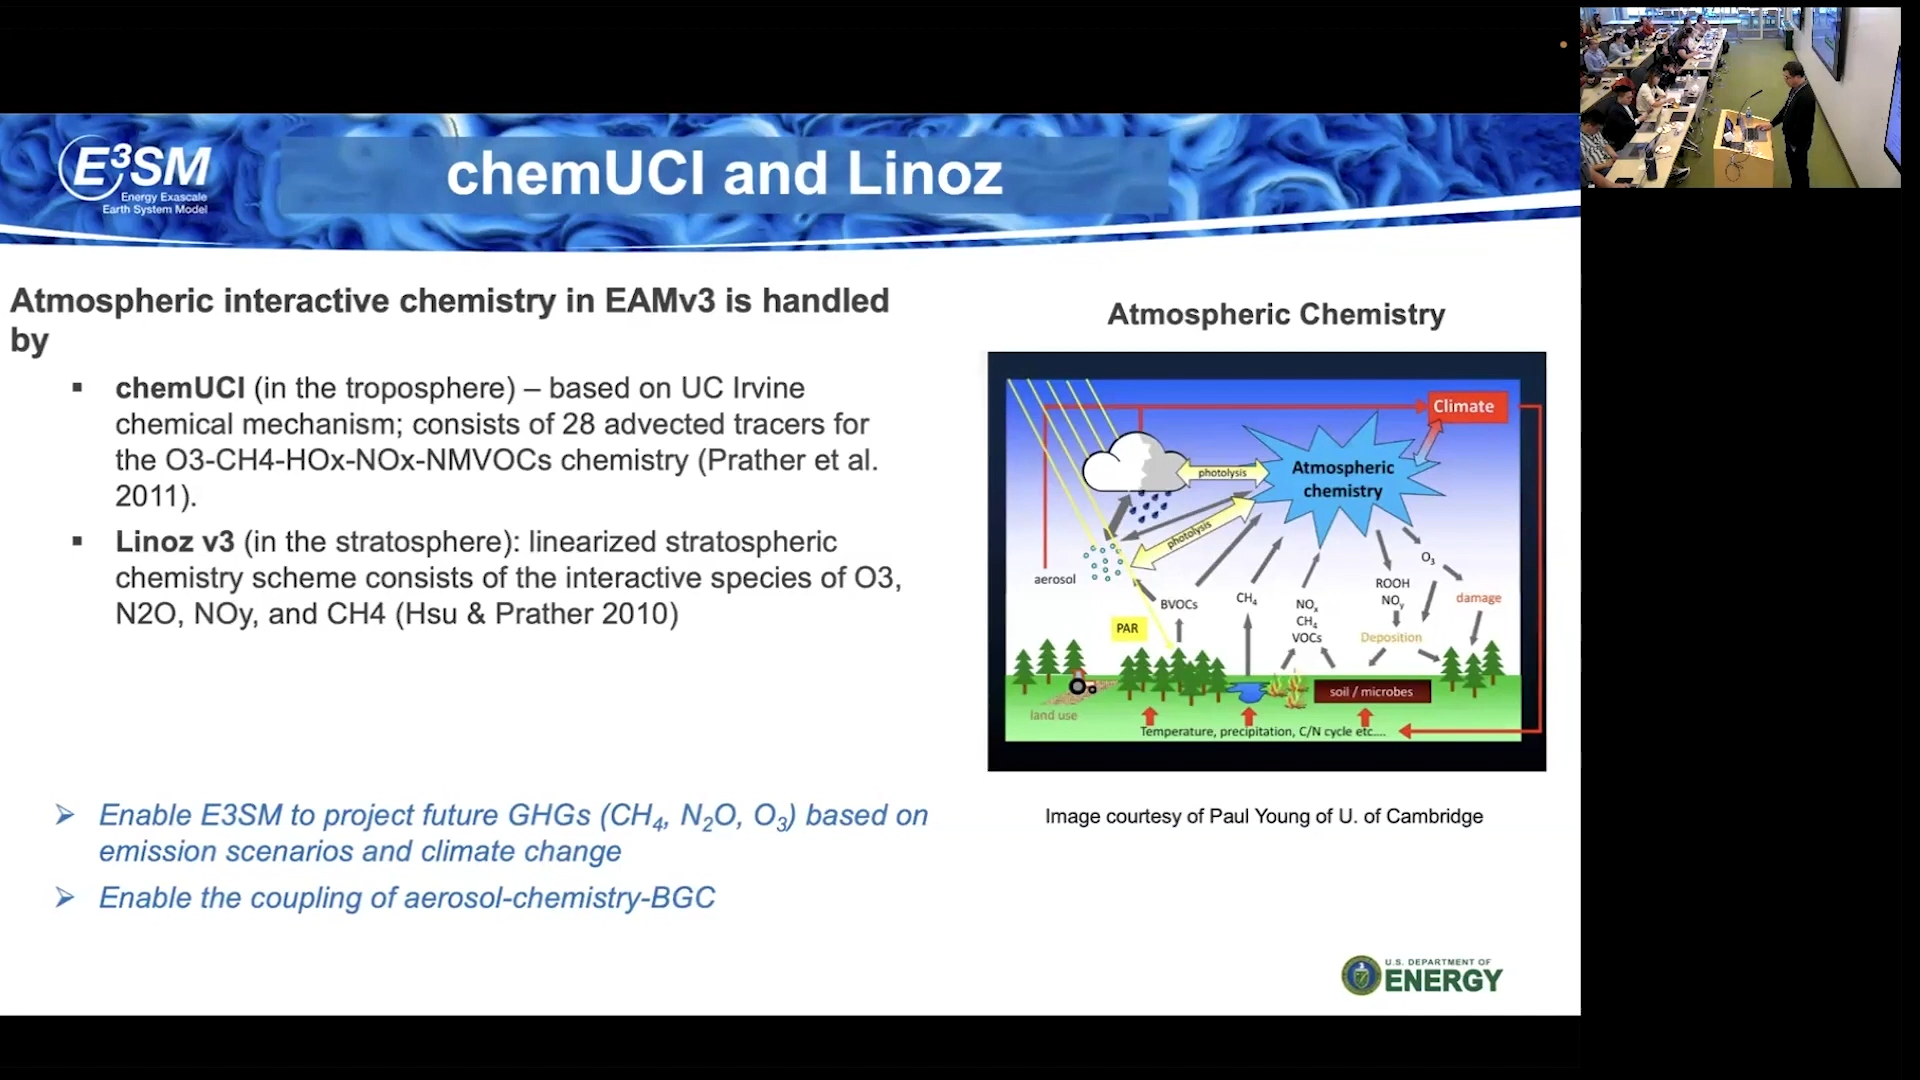 E³SM
Energy Exascale
Earth System Model
chemUCI and Linoz
Atmospheric interactive chemistry in EAMv3 is handled
by
▪ chemUCI (in the troposphere) – based on UC Irvine
chemical mechanism; consists of 28 advected tracers for
the O3-CH4-HOx-NOx-NMVOCs chemistry (Prather et al.
2011).
▪ Linoz v3 (in the stratosphere): linearized stratospheric
chemistry scheme consists of the interactive species of O3,
N2O, NOy, and CH4 (Hsu & Prather 2010)
➢ Enable E3SM to project future GHGs (CH₄, N₂O, O₃) based on
emission scenarios and climate change
➢ Enable the coupling of aerosol-chemistry-BGC
Atmospheric Chemistry
Climate
Atmospheric
chemistry
photolysis
photolysis
aerosol
BVOCs
CH₄
NOₓ
CH₄
VOCs
ROOH
NOᵧ
O₃
damage
Deposition
PAR
soil / microbes
land use
Temperature, precipitation, C/N cycle etc....
Image courtesy of Paul Young of U. of Cambridge
U.S. DEPARTMENT OF
ENERGY